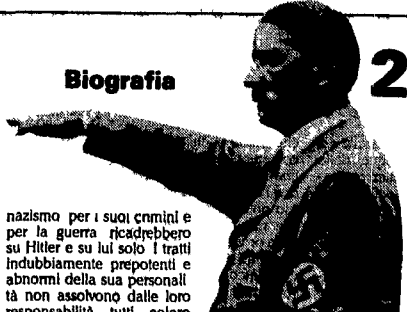 Biografia
2
nazismo per i suoi crimini e
per la guerra ricadrebbero
su Hitler e su lui solo I tratti
indubbiamente prepotenti e
abnormi della sua personali
tà non assolvono dalle loro
responsabilità tutti coloro